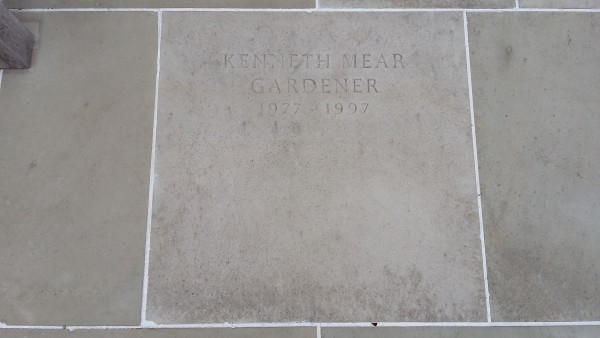 KENNETH MEAR
GARDENER
1977 - 1997